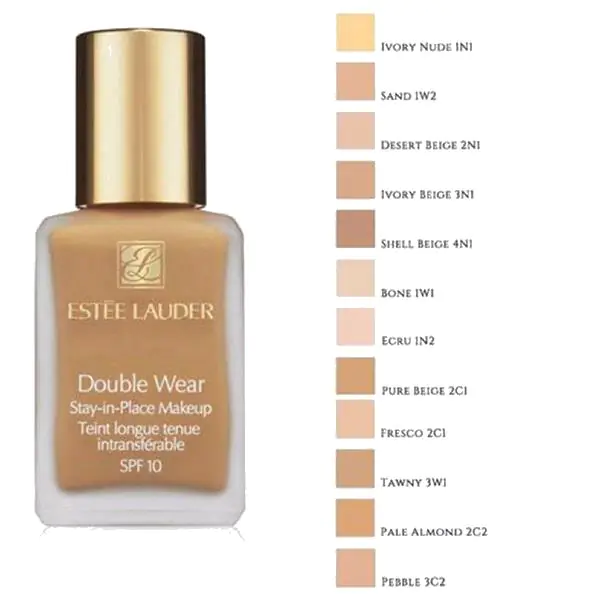 ESTĒE LAUDER
Double Wear
Stay-in-Place Makeup
Teint longue tenue
intransférable
SPF 10
IVORY NUDE 1N1
SAND 1W2
DESERT BEIGE 2N1
IVORY BEIGE 3N1
SHELL BEIGE 4N1
BONE 1W1
ECRU 1N2
PURE BEIGE 2C1
FRESCO 2C1
TAWNY 3W1
PALE ALMOND 2C2
PEBBLE 3C2